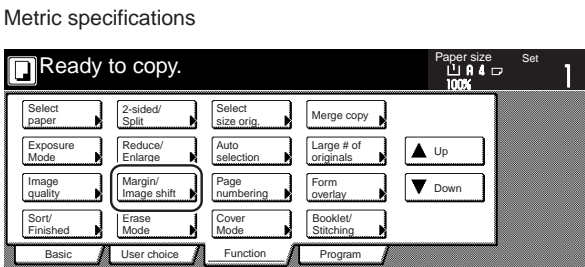 Metric specifications
Ready to copy.
Paper size
Set
A4
100%
1
Select
paper
2-sided/
Split
Select
size orig.
Merge copy
Exposure
Mode
Reduce/
Enlarge
Auto
selection
Large # of
originals
Up
Image
quality
Margin/
Image shift
Page
numbering
Form
overlay
Down
Sort/
Finished
Erase
Mode
Cover
Mode
Booklet/
Stitching
Basic
User choice
Function
Program